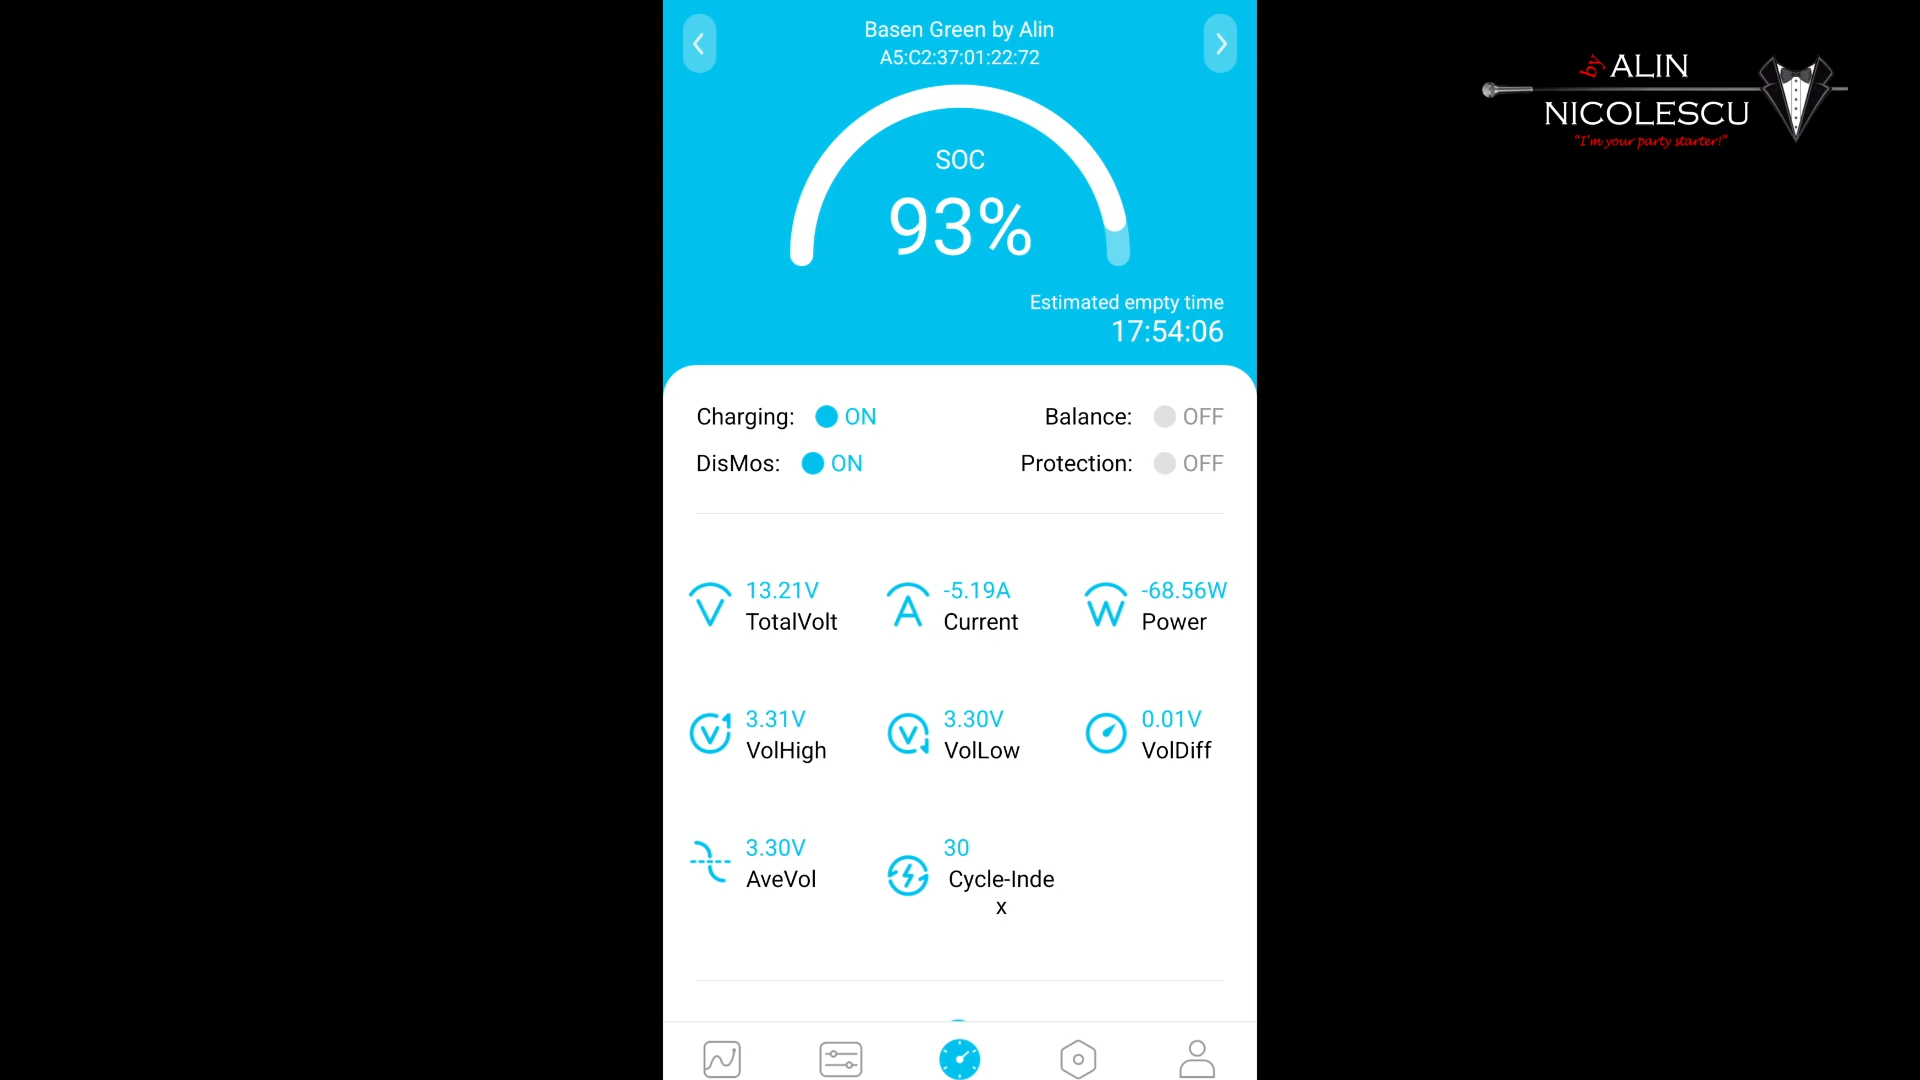 Basen Green by Alin
A5:C2:37:01:22:72
SOC
93%
Estimated empty time
17:54:06
Charging: ON
Balance: OFF
DisMos: ON
Protection: OFF
13.21V
TotalVolt
-5.19A
Current
-68.56W
Power
3.31V
VolHigh
3.30V
VolLow
0.01V
VolDiff
3.30V
AveVol
30
Cycle-Inde
x
by ALIN
NICOLESCU
"I'm your party starter!"